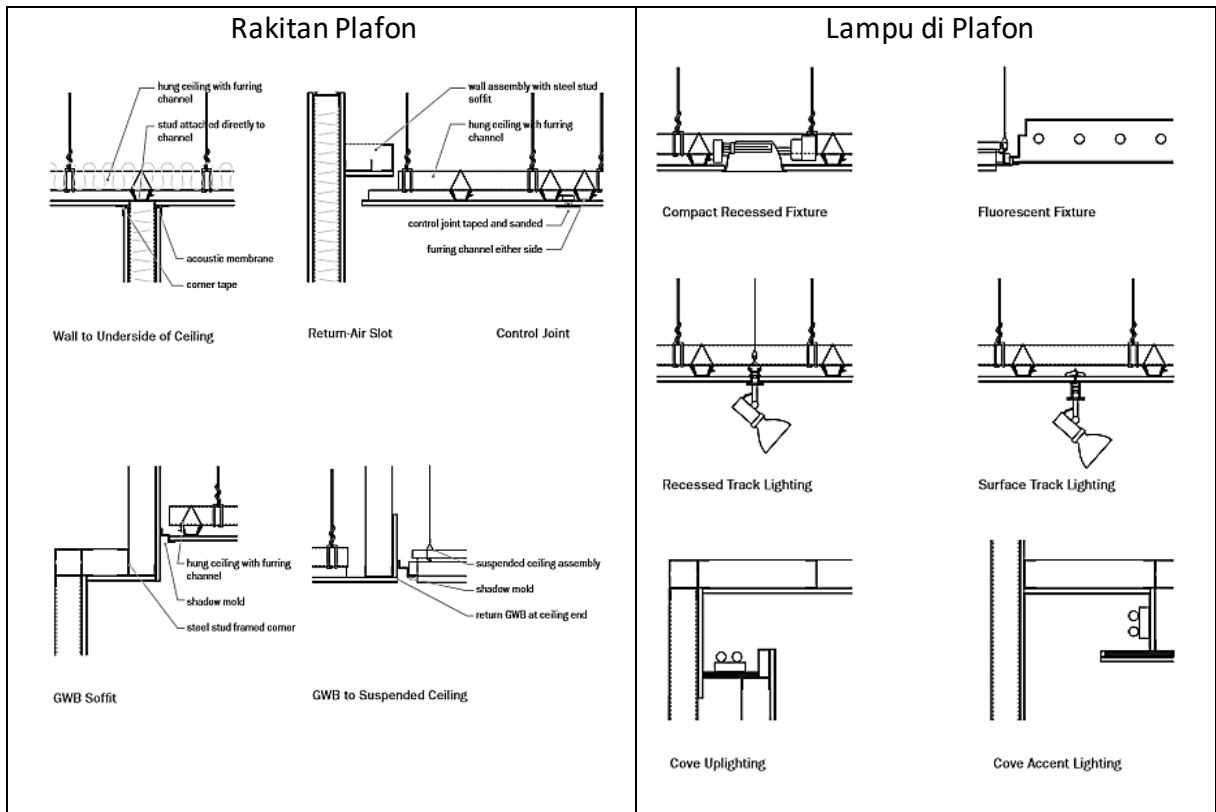 Rakitan Plafon
hung ceiling with furring
channel
stud attached directly to
channel
acoustic membrane
corner tape
Wall to Underside of Ceiling
wall assembly with steel stud
soffit
hung ceiling with furring
channel
control joint taped and sanded
furring channel either side
Return-Air Slot
Control Joint
hung ceiling with furring
channel
shadow mold
steel stud framed corner
GWB Soffit
suspended ceiling assembly
shadow mold
return GWB at ceiling end
GWB to Suspended Ceiling
Lampu di Plafon
Compact Recessed Fixture
Fluorescent Fixture
Recessed Track Lighting
Surface Track Lighting
Cove Uplighting
Cove Accent Lighting